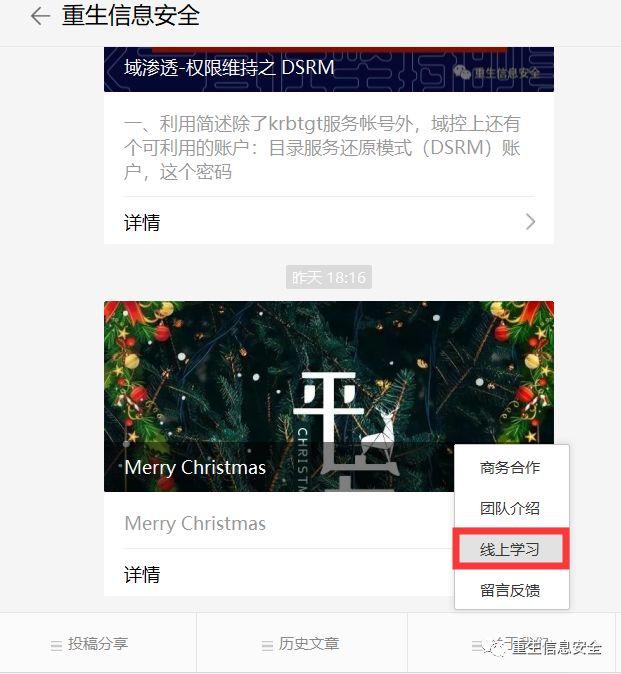 重生信息安全
域渗透-权限维持之 DSRM
重生信息安全
一、利用简述除了krbtgt服务帐号外，域控上还有
个可利用的账户：目录服务还原模式（DSRM）账
户，这个密码
详情
昨天 18:16
平
CHRISTM
Merry Christmas
Merry Christmas
详情
商务合作
团队介绍
线上学习
留言反馈
投稿分享
历史文章
重生信息安全